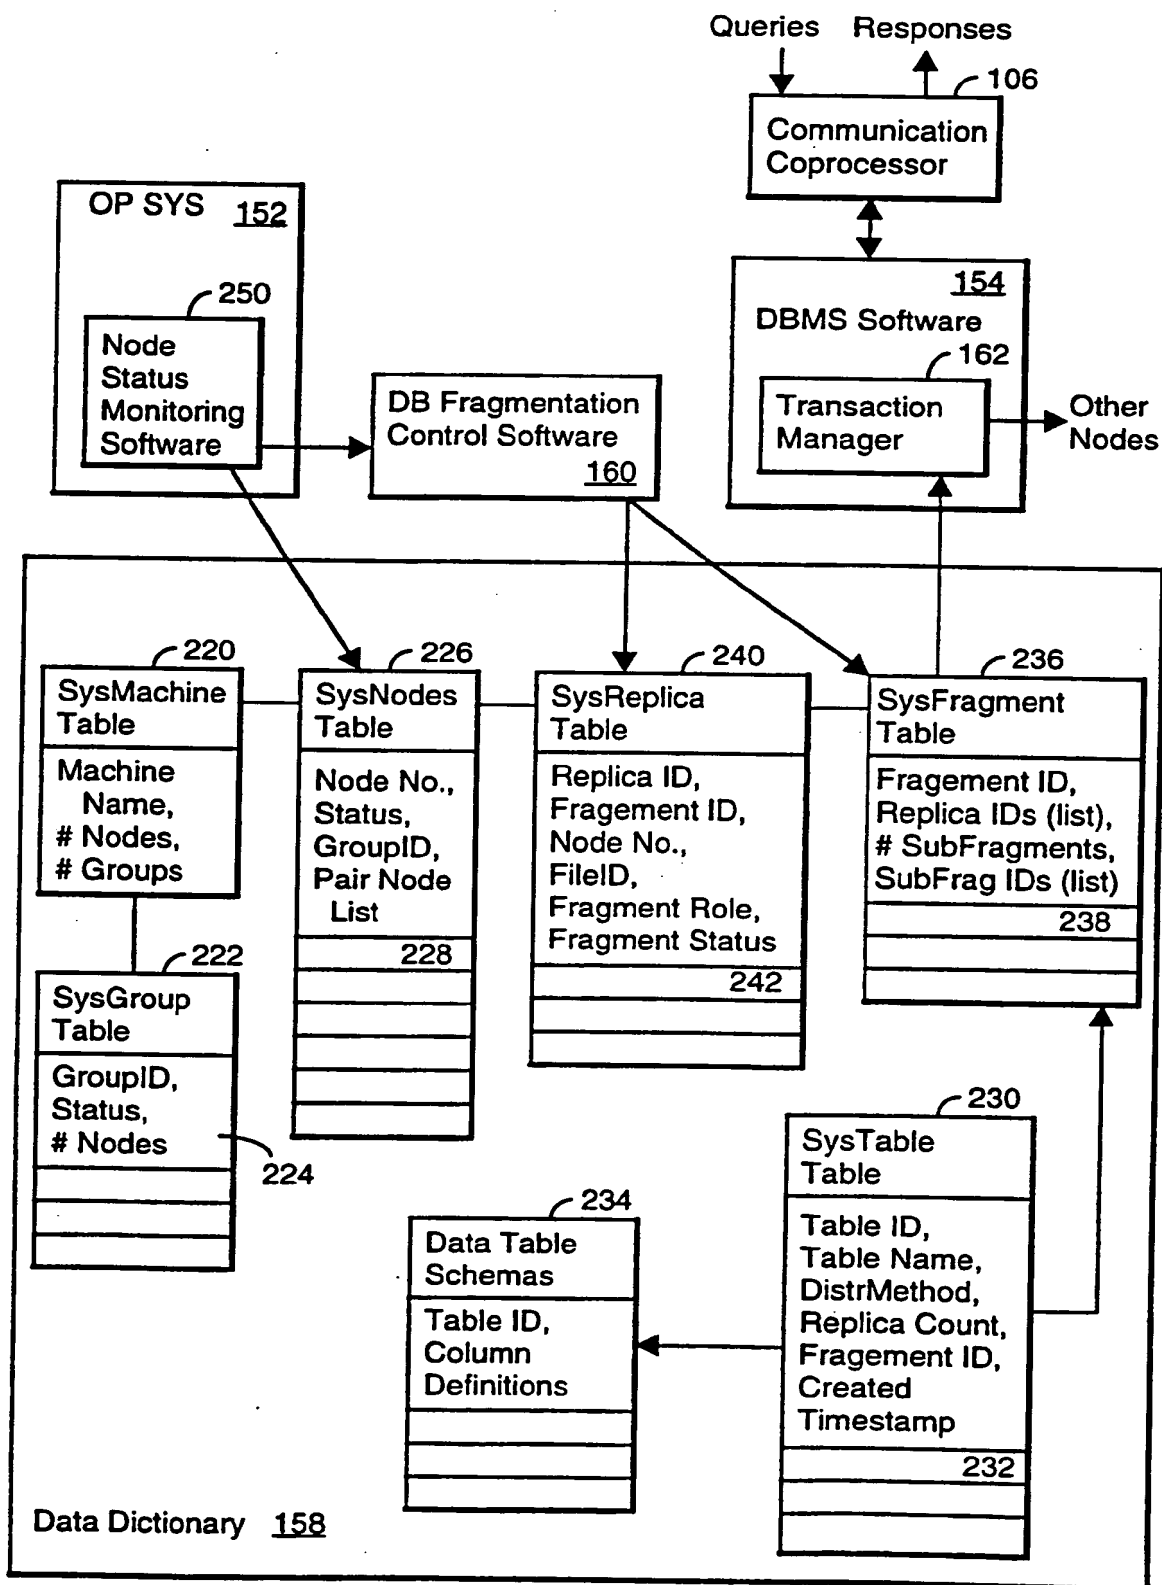 Queries Responses
106
Communication
Coprocessor
OP SYS 152
250
Node
Status
Monitoring
Software
DB Fragmentation
Control Software
160
154
DBMS Software
162
Transaction
Manager
Other
Nodes
220
SysMachine
Table
Machine
Name,
# Nodes,
# Groups
226
SysNodes
Table
Node No.,
Status,
GroupID,
Pair Node
List
228
240
SysReplica
Table
Replica ID,
Fragement ID,
Node No.,
FileID,
Fragment Role,
Fragment Status
242
236
SysFragment
Table
Fragement ID,
Replica IDs (list),
# SubFragments,
SubFrag IDs (list)
238
222
SysGroup
Table
GroupID,
Status,
# Nodes
224
234
Data Table
Schemas
Table ID,
Column
Definitions
230
SysTable
Table
Table ID,
Table Name,
DistrMethod,
Replica Count,
Fragement ID,
Created
Timestamp
232
Data Dictionary 158